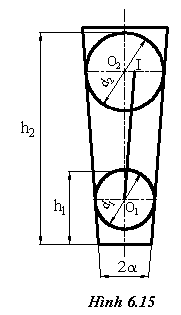 O₂ I
d₂
h₂
h₁
d₁
O₁
2α
Hình 6.15